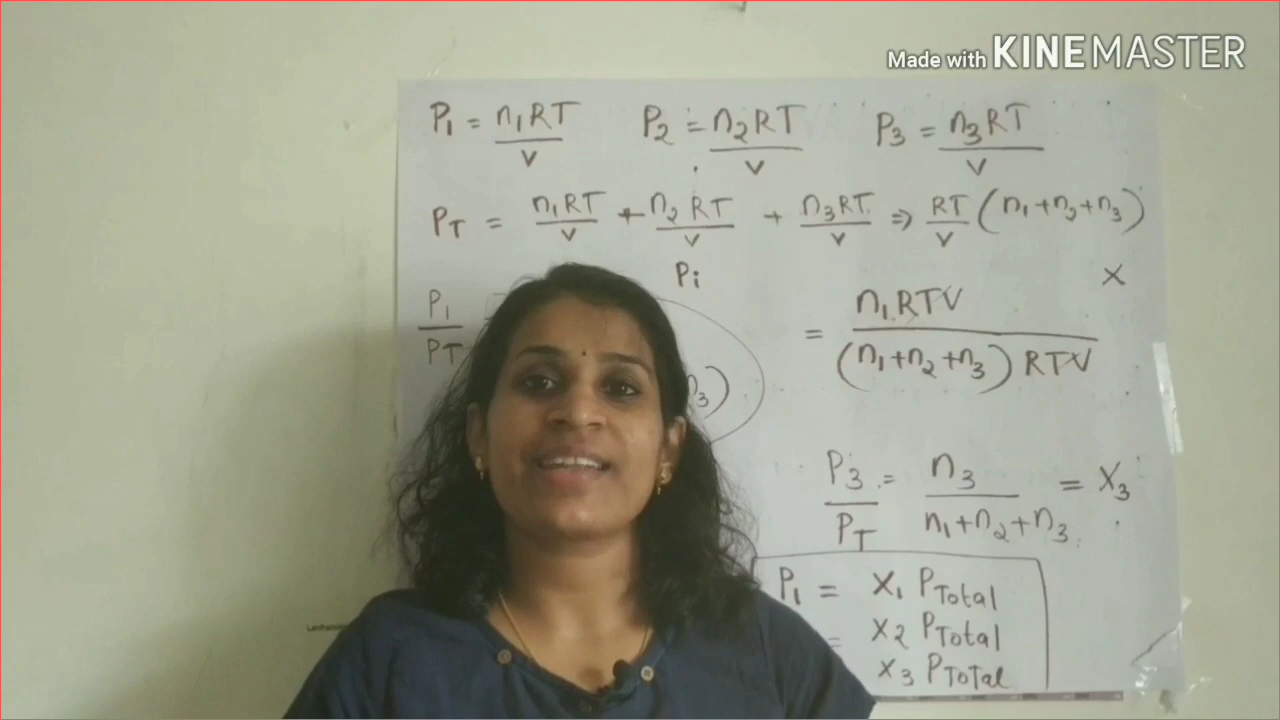 Made with KINEMASTER
P1 = n1RT/V P2 = n2RT/V P3 = n3RT/V
PT = n1RT/V + n2RT/V + n3RT/V ⇒ RT/V (n1+n2+n3)
Pi X
P1/PT = n1RTV/(n1+n2+n3)RTV
n3)
P3/PT = n3/n1+n2+n3 = X3
P1 = X1 PTotal
= X2 PTotal
X3 PTotal